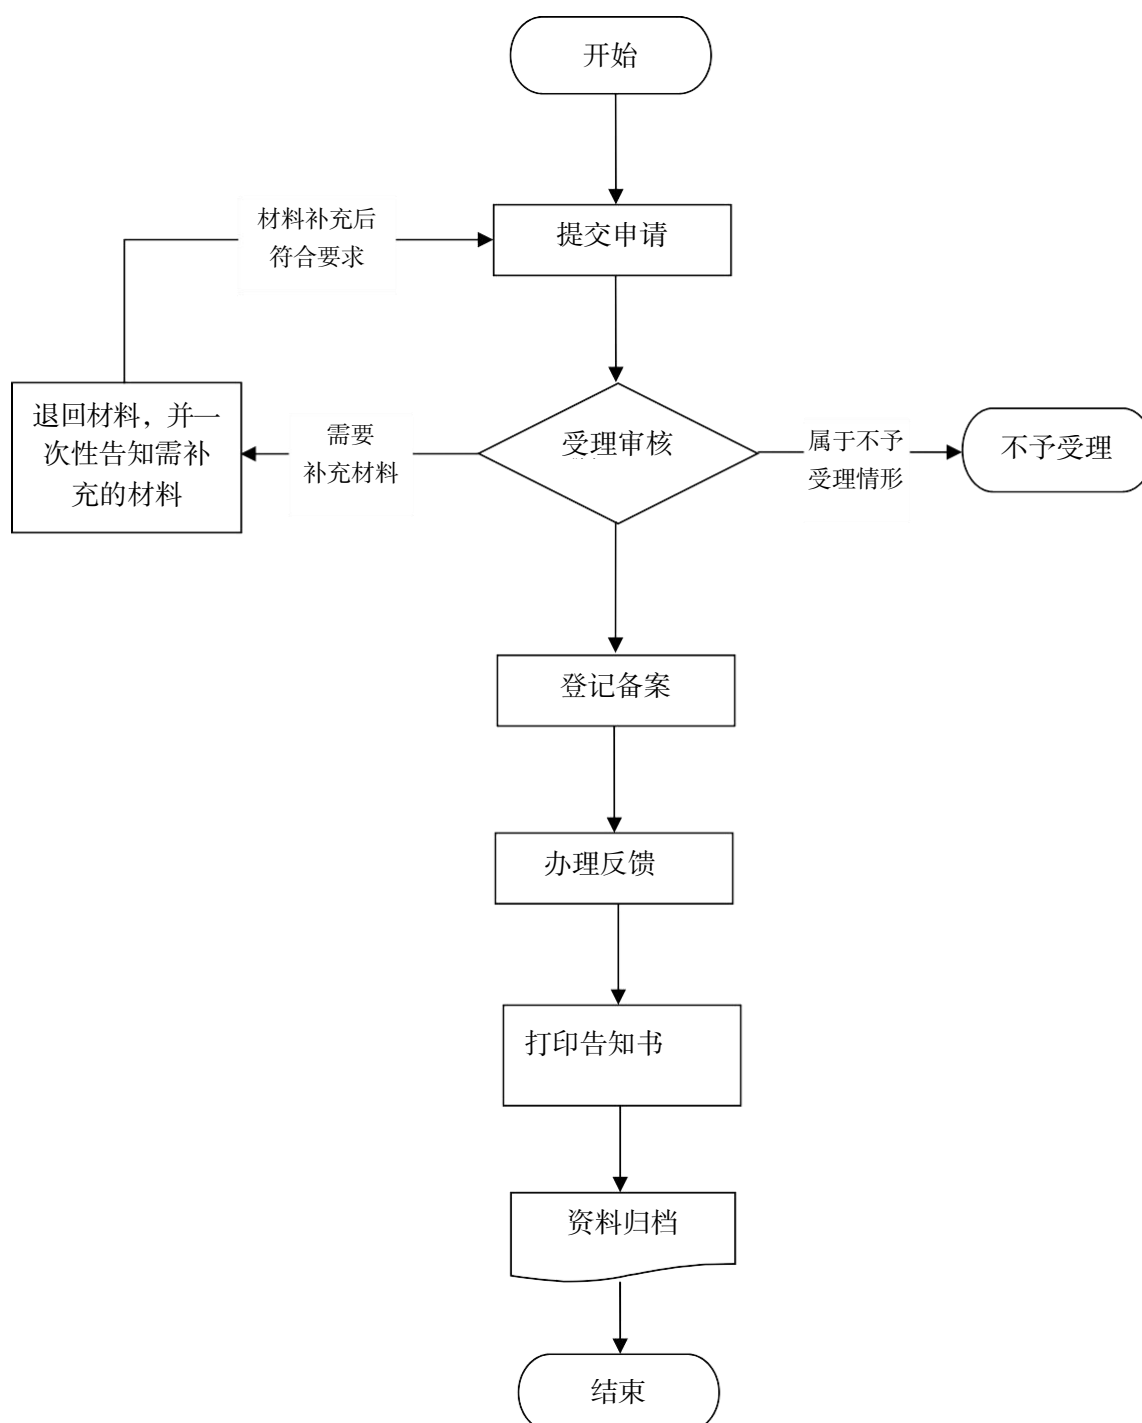 开始
材料补充后
符合要求
提交申请
退回材料，并一
次性告知需补
充的材料
需要
补充材料
受理审核
属于不予
受理情形
不予受理
登记备案
办理反馈
打印告知书
资料归档
结束